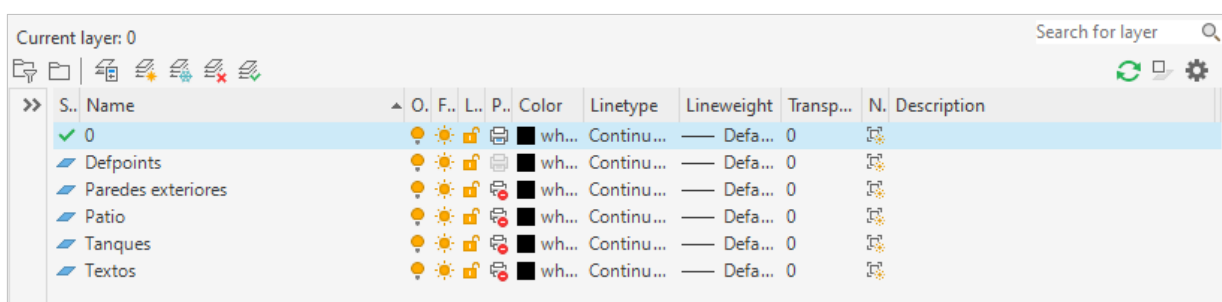 Current layer: 0 Search for layer
S.. Name O. F.. L.. P.. Color Linetype Lineweight Transp... N. Description
0 wh... Continu... Defa... 0
Defpoints wh... Continu... Defa... 0
Paredes exteriores wh... Continu... Defa... 0
Patio wh... Continu... Defa... 0
Tanques wh... Continu... Defa... 0
Textos wh... Continu... Defa... 0